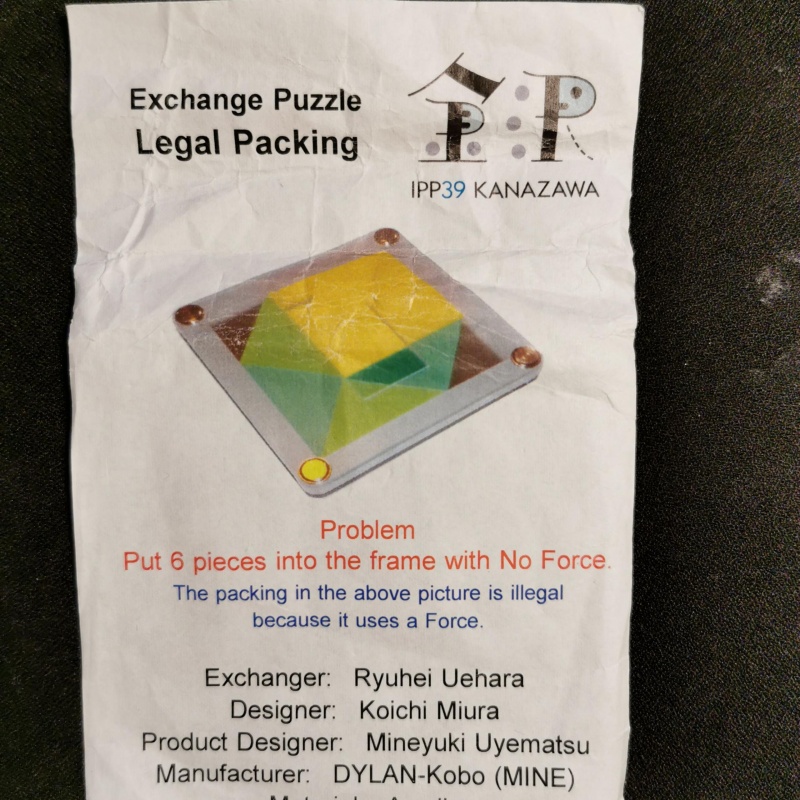 Exchange Puzzle
Legal Packing
IPP39 KANAZAWA
Problem
Put 6 pieces into the frame with No Force.
The packing in the above picture is illegal
because it uses a Force.
Exchanger: Ryuhei Uehara
Designer: Koichi Miura
Product Designer: Mineyuki Uyematsu
Manufacturer: DYLAN-Kobo (MINE)